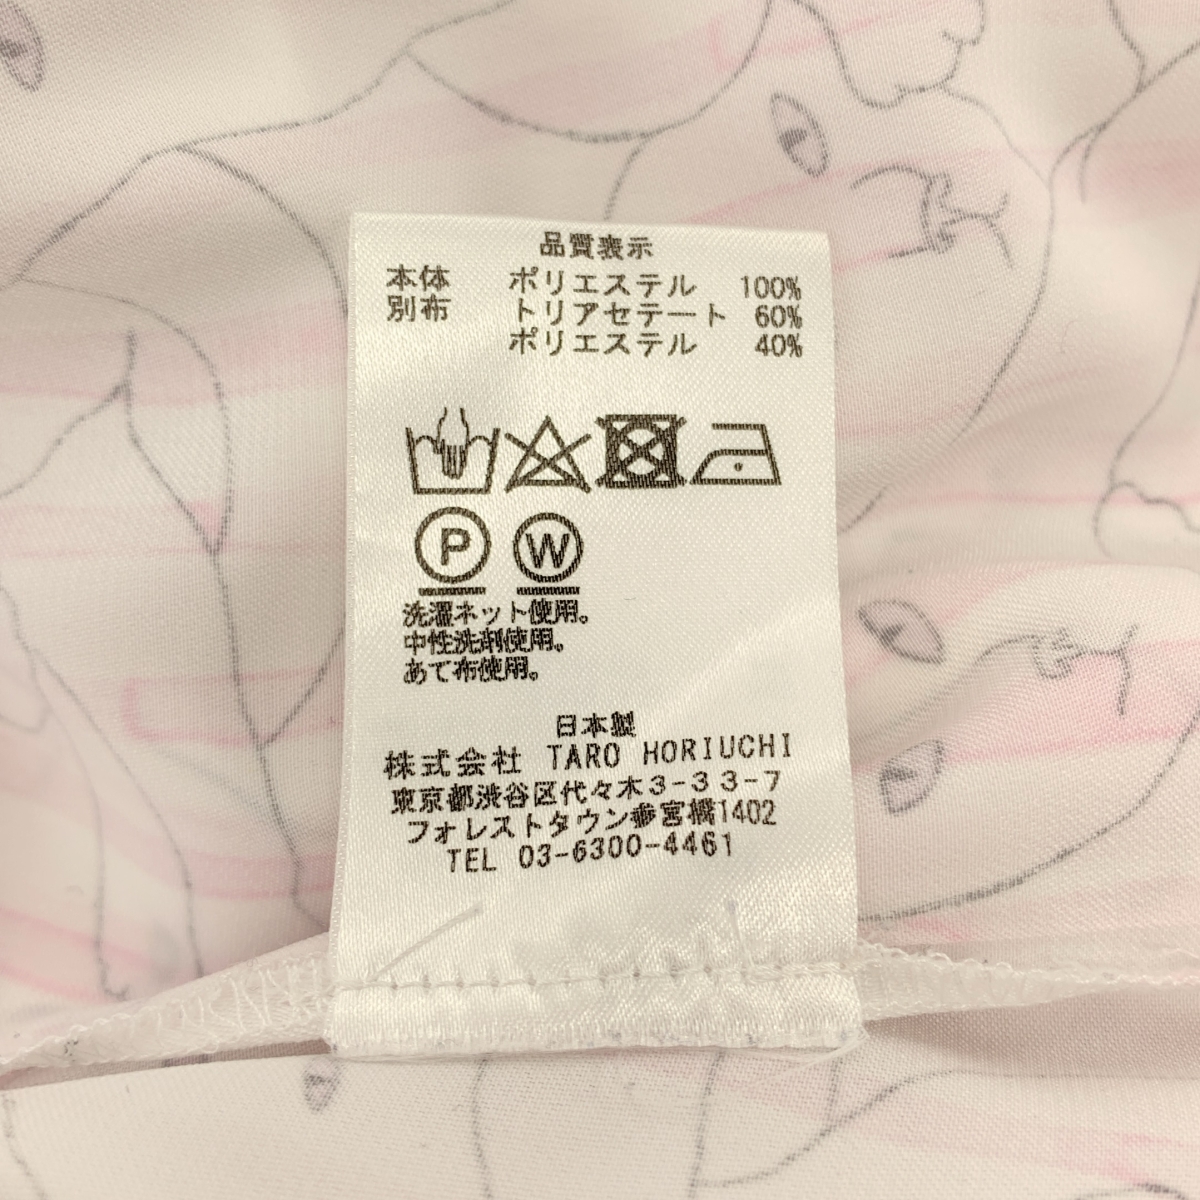 品質表示
本体 ポリエステル 100%
別布 トリアセテート 60%
ポリエステル 40%
P W
洗濯ネット使用。
中性洗剤使用。
あて布使用。
日本製
株式会社 TARO HORIUCHI
東京都渋谷区代々木3-33-7
フォレストタウン参宮橋1402
TEL 03-6300-4461